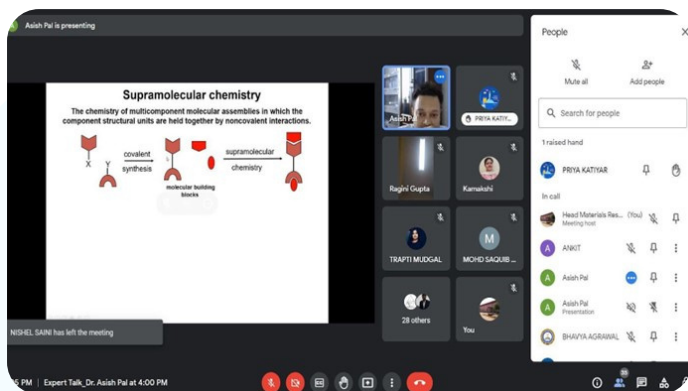 Asish Pal is presenting
Supramolecular chemistry
The chemistry of multicomponent molecular assemblies in which the
component structural units are held together by noncovalent interactions.
X
Y
covalent
synthesis
supramolecular
chemistry
molecular building
blocks
Asish Pal
PRIYA KATIY...
Ragini Gupta
Kamakshi
TRAPTI MUDGAL
M
MOHD SAQUIB ...
28 others
You
NISHEL SAINI has left the meeting
5 PM | Expert Talk_Dr. Asish Pal at 4:00 PM
People
Mute all
Add people
Search for people
1 raised hand
PRIYA KATIYAR
In call
Head Materials Res... (You)
Meeting host
A
ANKIT
A
Asish Pal
A
Asish Pal
Presentation
BHAVYA AGRAWAL